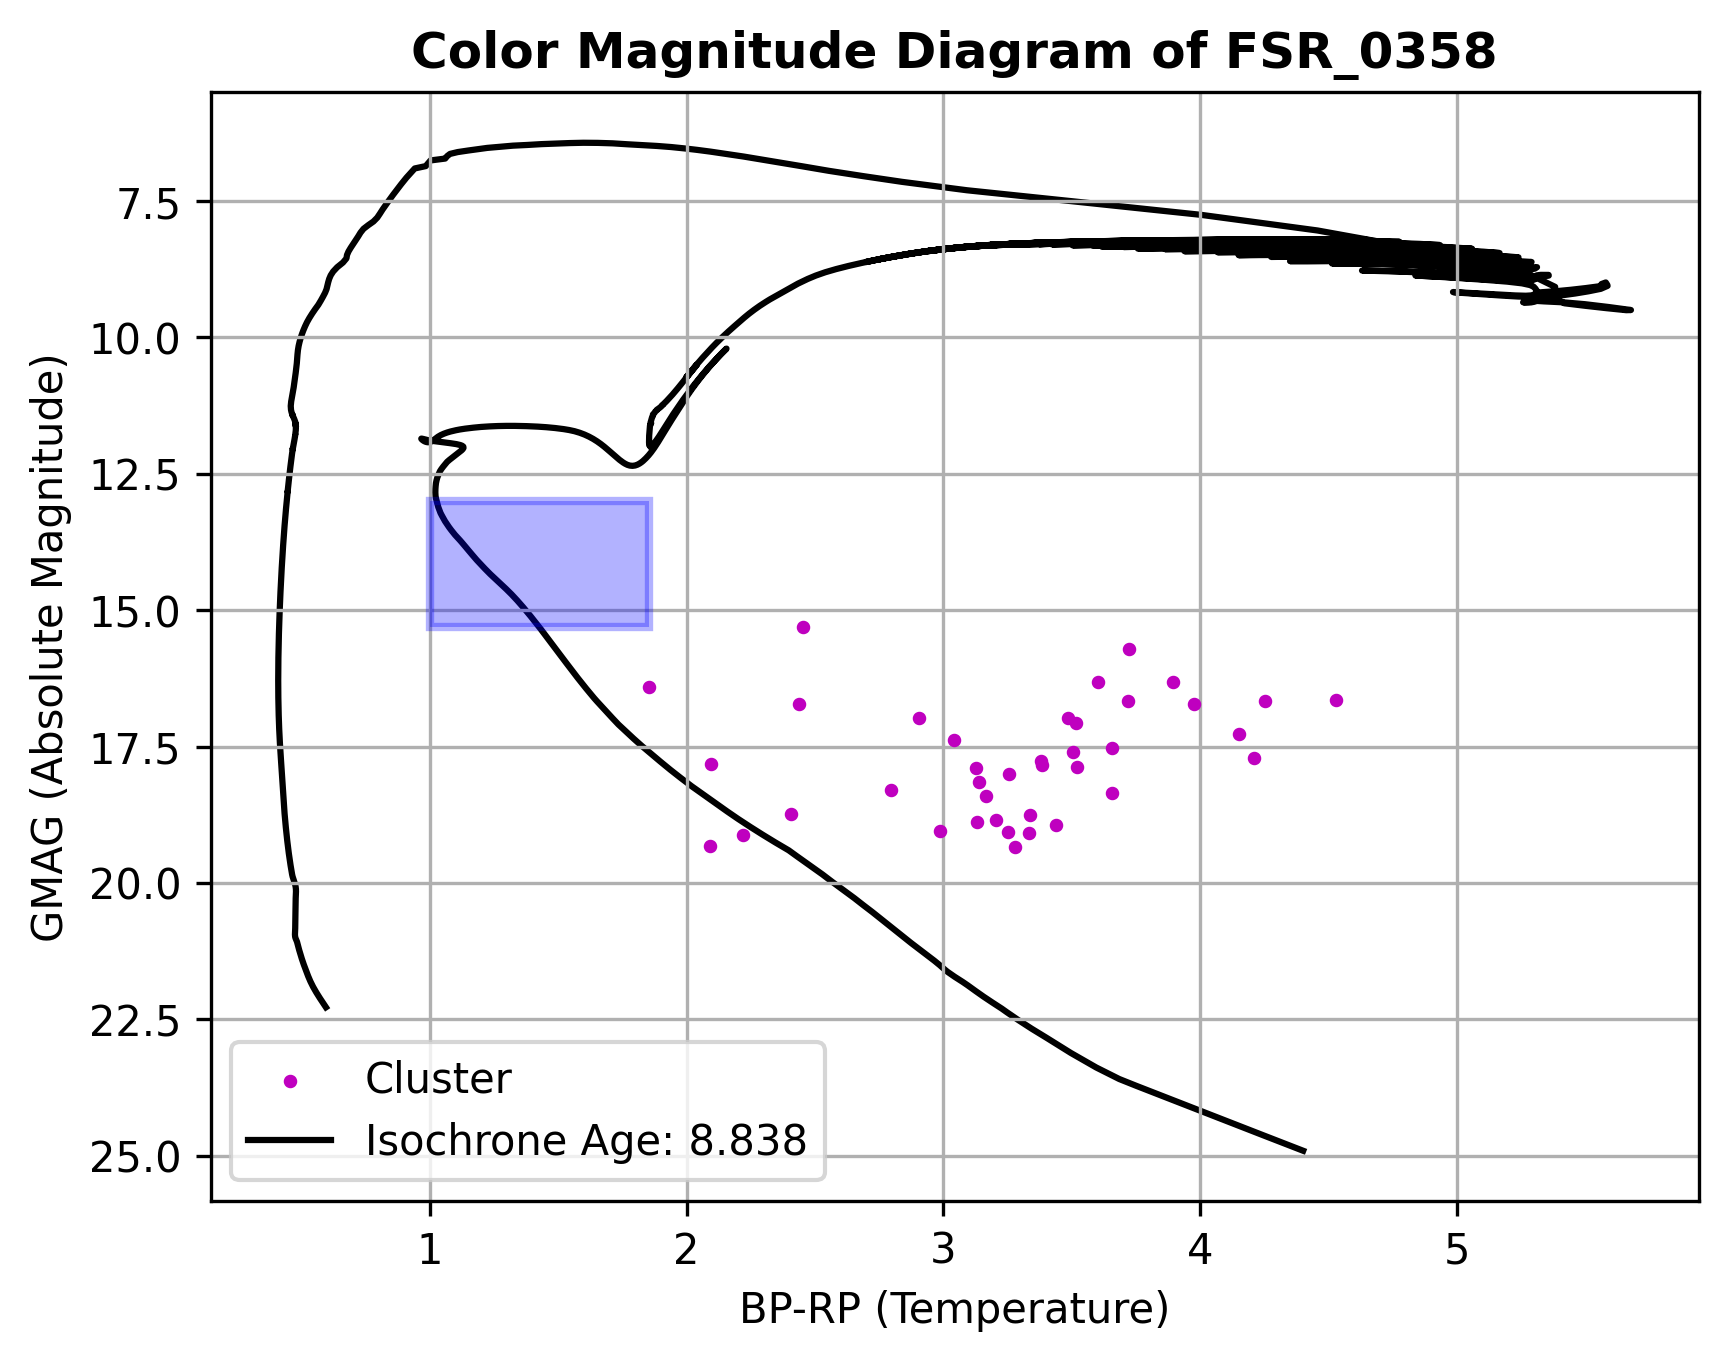 Color Magnitude Diagram of FSR_0358
GMAG (Absolute Magnitude)
7.5
10.0
12.5
15.0
17.5
20.0
22.5
25.0
Cluster
Isochrone Age: 8.838
1 2 3 4 5
BP-RP (Temperature)